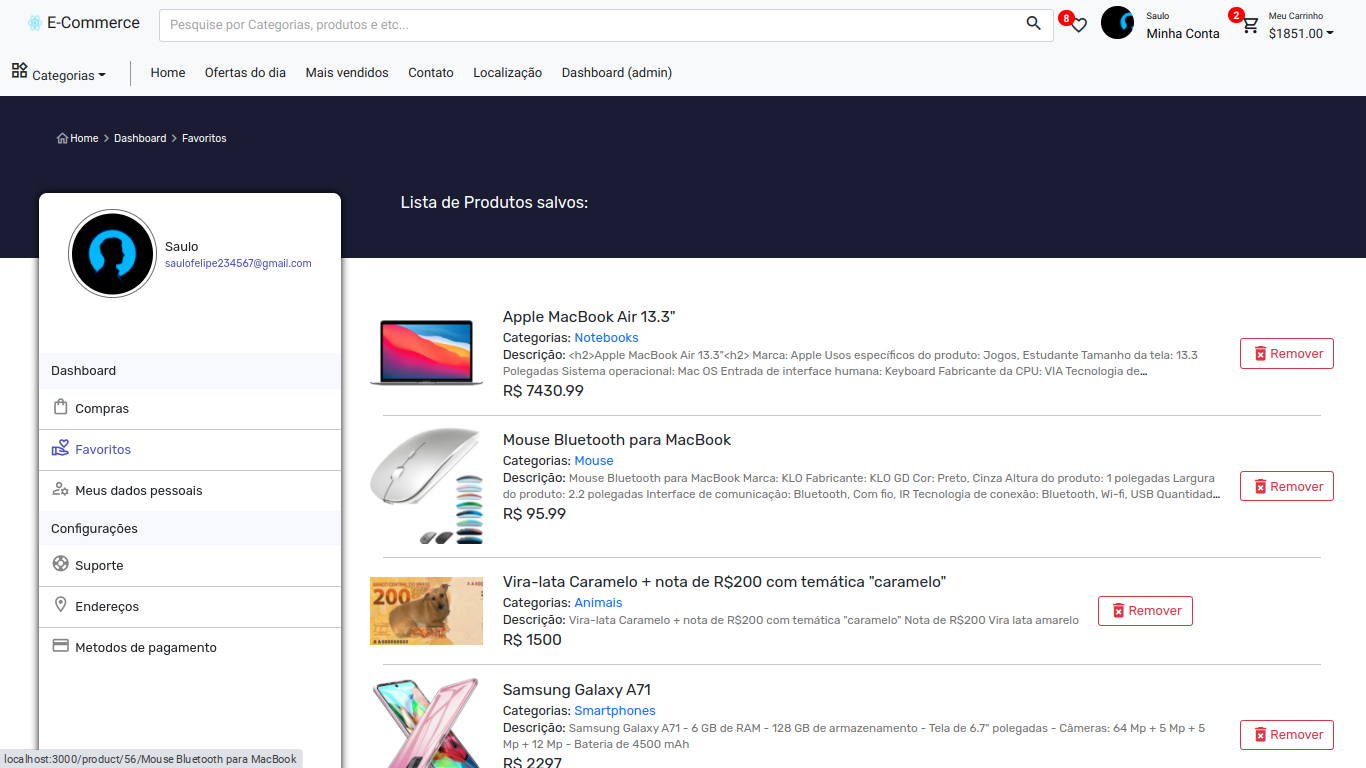 E-Commerce
Pesquise por Categorias, produtos e etc...
8
Saulo
Minha Conta
2
Meu Carrinho
$1851.00
Categorias
Home
Ofertas do dia
Mais vendidos
Contato
Localização
Dashboard (admin)
Home
Dashboard
Favoritos
Lista de Produtos salvos:
Saulo
saulofelipe234567@gmail.com
Dashboard
Compras
Favoritos
Meus dados pessoais
Configurações
Suporte
Endereços
Metodos de pagamento
Apple MacBook Air 13.3"
Categorias: Notebooks
Descrição: <h2>Apple MacBook Air 13.3"<h2> Marca: Apple Usos específicos do produto: Jogos, Estudante Tamanho da tela: 13.3
Polegadas Sistema operacional: Mac OS Entrada de interface humana: Keyboard Fabricante da CPU: VIA Tecnologia de…
R$ 7430.99
Remover
Mouse Bluetooth para MacBook
Categorias: Mouse
Descrição: Mouse Bluetooth para MacBook Marca: KLO Fabricante: KLO GD Cor: Preto, Cinza Altura do produto: 1 polegadas Largura
do produto: 2.2 polegadas Interface de comunicação: Bluetooth, Com fio, IR Tecnologia de conexão: Bluetooth, Wi-fi, USB Quantidad…
R$ 95.99
Remover
BANCO CENTRAL DO BRASIL
200
Vira-lata Caramelo + nota de R$200 com temática "caramelo"
Categorias: Animais
Descrição: Vira-lata Caramelo + nota de R$200 com temática "caramelo" Nota de R$200 Vira lata amarelo
R$ 1500
Remover
Samsung Galaxy A71
Categorias: Smartphones
Descrição: Samsung Galaxy A71 - 6 GB de RAM - 128 GB de armazenamento - Tela de 6.7" polegadas - Câmeras: 64 Mp + 5 Mp + 5
Mp + 12 Mp - Bateria de 4500 mAh
R$ 2297
Remover
localhost:3000/product/56/Mouse Bluetooth para MacBook